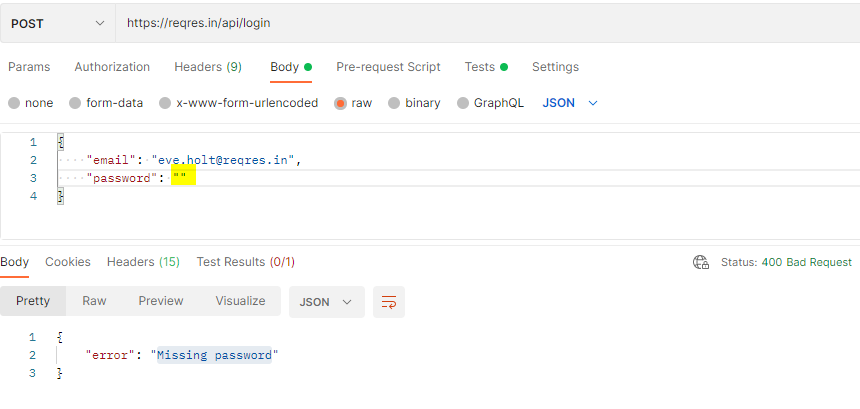 POST https://reqres.in/api/login
Params Authorization Headers (9) Body Pre-request Script Tests Settings
none form-data x-www-form-urlencoded raw binary GraphQL JSON
1 {
2 ····"email":·"eve.holt@reqres.in",
3 ····"password":·""
4 }
Body Cookies Headers (15) Test Results (0/1) Status: 400 Bad Request
Pretty Raw Preview Visualize JSON
1 {
2 "error": "Missing password"
3 }